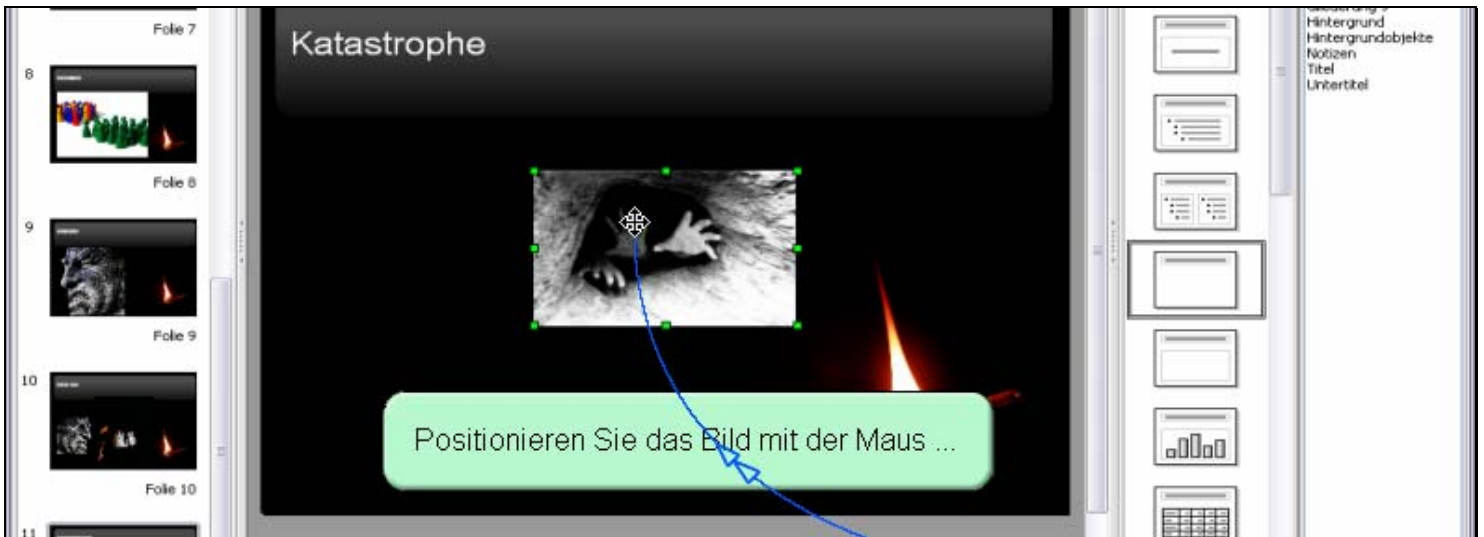 Folie 7
8
Folie 8
9
Folie 9
10
Folie 10
11
Katastrophe
Positionieren Sie das Bild mit der Maus ...
Hintergrund
Hintergrundobjekte
Notizen
Titel
Untertitel